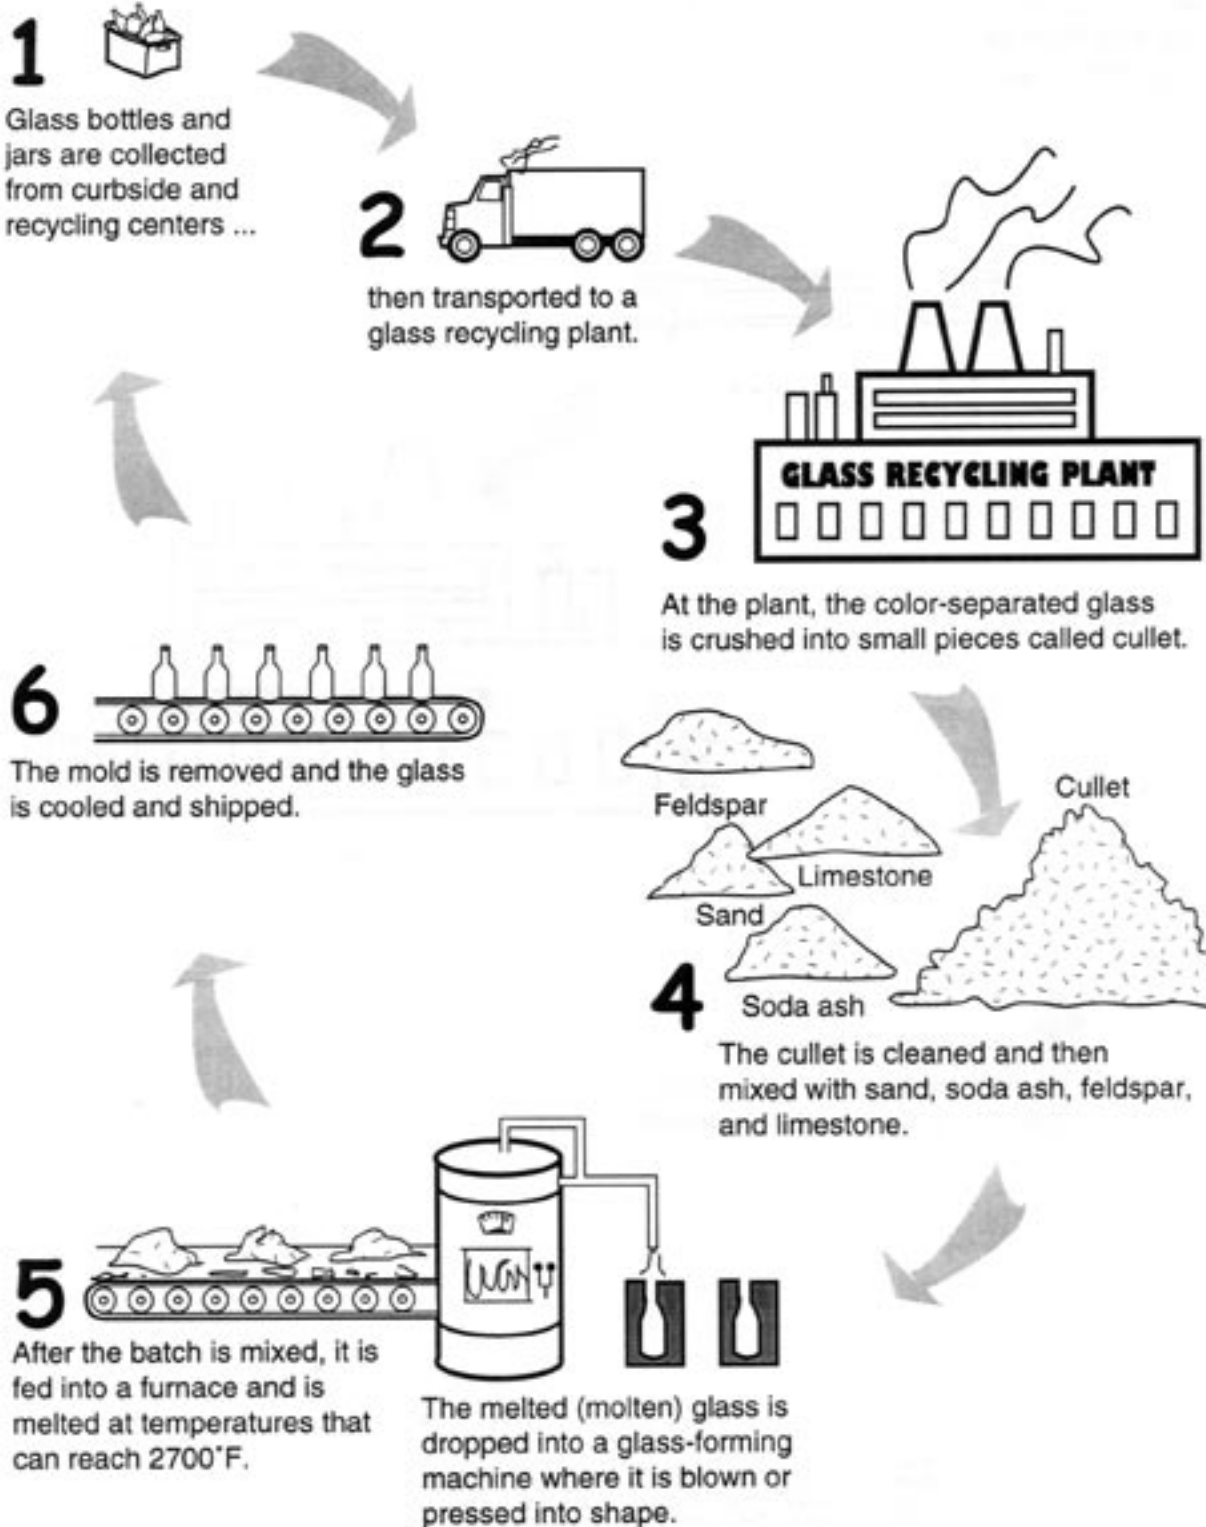 1
Glass bottles and
jars are collected
from curbside and
recycling centers ...
2
then transported to a
glass recycling plant.
GLASS RECYCLING PLANT
3
At the plant, the color-separated glass
is crushed into small pieces called cullet.
Feldspar
Limestone
Sand
Soda ash
Cullet
4
The cullet is cleaned and then
mixed with sand, soda ash, feldspar,
and limestone.
5
After the batch is mixed, it is
fed into a furnace and is
melted at temperatures that
can reach 2700°F.
The melted (molten) glass is
dropped into a glass-forming
machine where it is blown or
pressed into shape.
6
The mold is removed and the glass
is cooled and shipped.